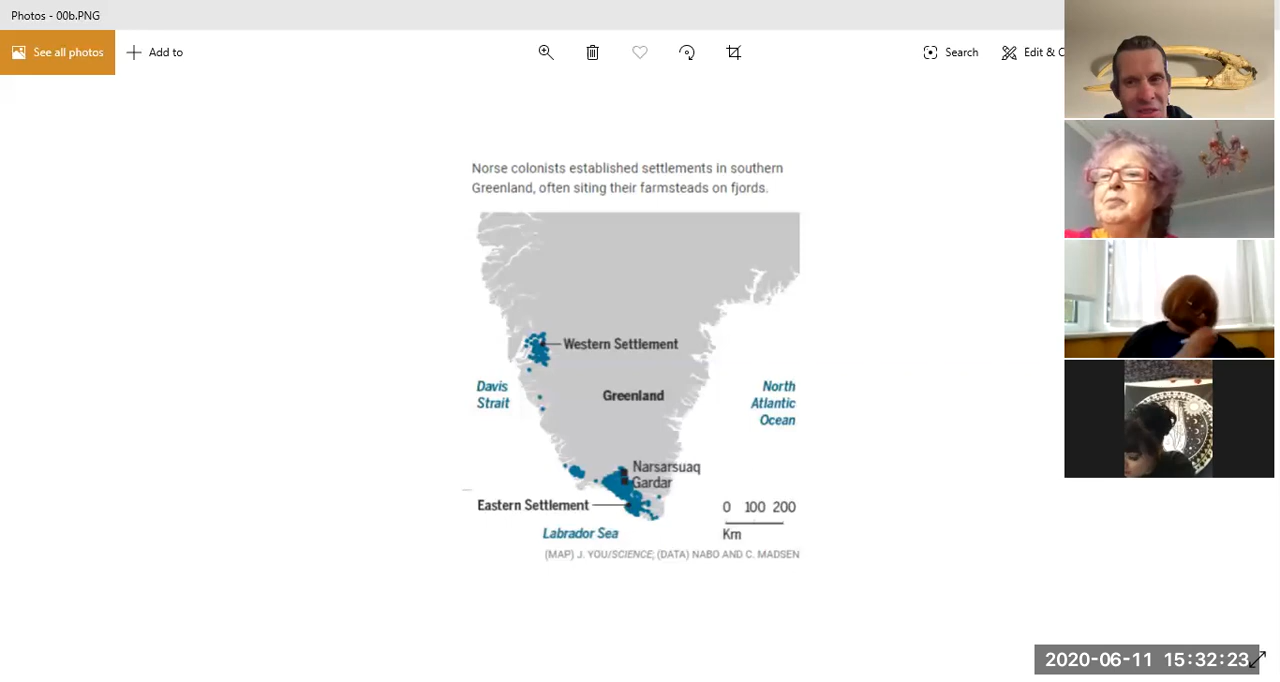 Photos - 00b.PNG
See all photos
Add to
Search
Edit & C
Norse colonists established settlements in southern
Greenland, often siting their farmsteads on fjords.
Western Settlement
Davis
Strait
Greenland
North
Atlantic
Ocean
Narsarsuaq
Gardar
Eastern Settlement
0 100 200
Km
Labrador Sea
(MAP) J. YOU/SCIENCE; (DATA) NABO AND C. MADSEN
2020-06-11 15:32:23